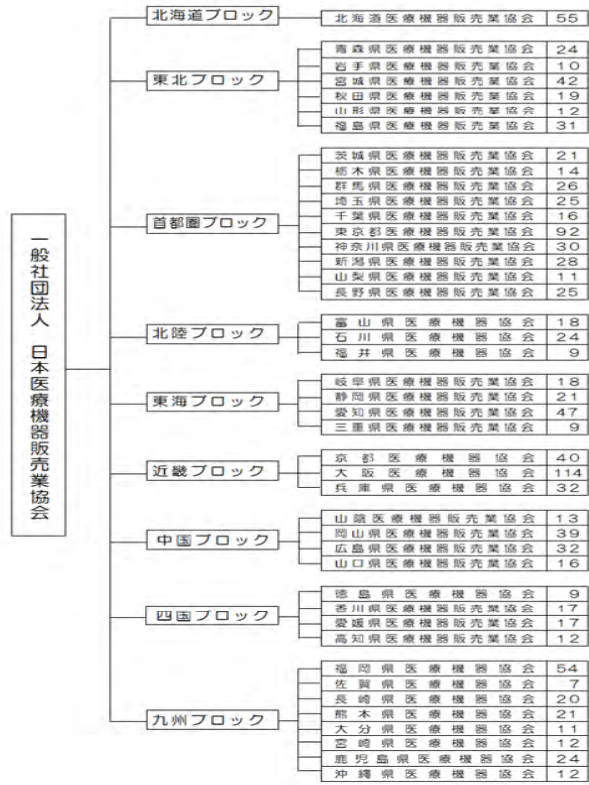 一般社団法人 日本医療機器販売業協会
北海道ブロック
北海道医療機器販売業協会 55
東北ブロック
青森県医療機器販売業協会 24
岩手県医療機器販売業協会 10
宮城県医療機器販売業協会 42
秋田県医療機器販売業協会 19
山形県医療機器販売業協会 12
福島県医療機器販売業協会 31
首都圏ブロック
茨城県医療機器販売業協会 21
栃木県医療機器販売業協会 14
群馬県医療機器販売業協会 26
埼玉県医療機器販売業協会 25
千葉県医療機器販売業協会 16
東京都医療機器販売業協会 92
神奈川県医療機器販売業協会 30
新潟県医療機器販売業協会 28
山梨県医療機器販売業協会 11
長野県医療機器販売業協会 25
北陸ブロック
富山県医療機器協会 18
石川県医療機器協会 24
福井県医療機器協会 9
東海ブロック
岐阜県医療機器販売業協会 18
静岡県医療機器販売業協会 21
愛知県医療機器販売業協会 47
三重県医療機器販売業協会 9
近畿ブロック
京都医療機器協会 40
大阪医療機器協会 114
兵庫県医療機器協会 32
中国ブロック
山陰医療機器販売業協会 13
岡山県医療機器販売業協会 39
広島県医療機器販売業協会 32
山口県医療機器販売業協会 16
四国ブロック
徳島県医療機器協会 9
香川県医療機器販売業協会 17
愛媛県医療機器販売業協会 17
高知県医療機器販売業協会 12
九州ブロック
福岡県医療機器協会 54
佐賀県医療機器協会 7
長崎県医療機器協会 20
熊本県医療機器協会 21
大分県医療機器協会 11
宮崎県医療機器協会 12
鹿児島県医療機器協会 24
沖縄県医療機器協会 12